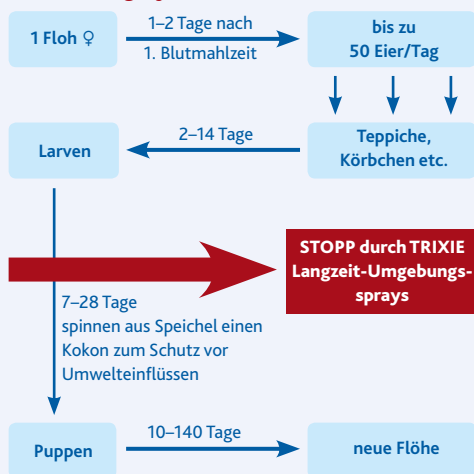 1 Floh ♀
1–2 Tage nach
1. Blutmahlzeit
bis zu
50 Eier/Tag
Teppiche,
Körbchen etc.
2–14 Tage
Larven
STOPP durch TRIXIE
Langzeit-Umgebungs-
sprays
7–28 Tage
spinnen aus Speichel einen
Kokon zum Schutz vor
Umwelteinflüssen
Puppen
10–140 Tage
neue Flöhe